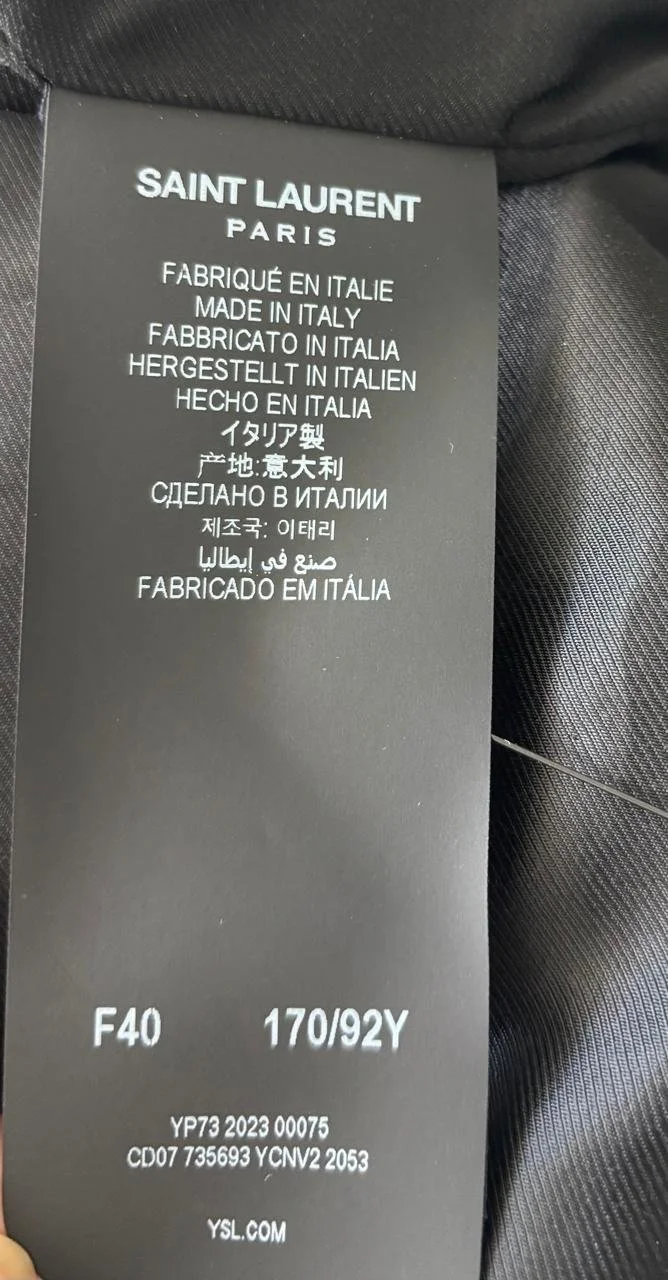 SAINT LAURENT
PARIS
FABRIQUÉ EN ITALIE
MADE IN ITALY
FABBRICATO IN ITALIA
HERGESTELLT IN ITALIEN
HECHO EN ITALIA
イタリア製
产地:意大利
СДЕЛАНО В ИТАЛИИ
제조국: 이태리
صنع في إيطاليا
FABRICADO EM ITÁLIA
F40 170/92Y
YP73 2023 00075
CD07 735693 YCNV2 2053
YSL.COM